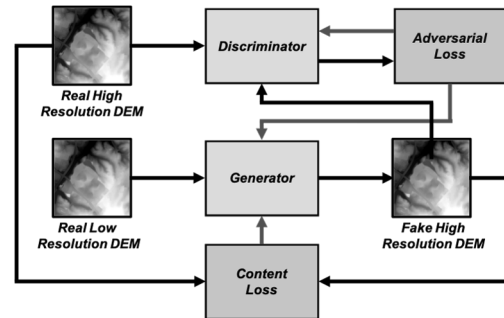 Discriminator
Adversarial
Loss
Real High
Resolution DEM
Generator
Real Low
Resolution DEM
Fake High
Resolution DEM
Content
Loss